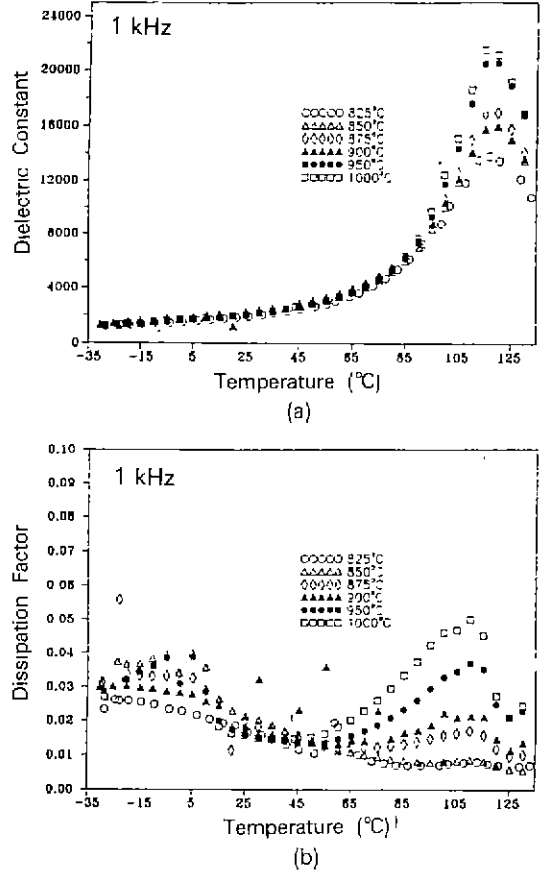 1 kHz
24000
20000
16000
12000
8000
4000
0
Dielectric Constant
825°C
850°C
875°C
900°C
950°C
1000°C
-35 -15 5 25 45 65 85 105 125
Temperature (°C)
(a)
1 kHz
0.10
0.09
0.08
0.07
0.06
0.05
0.04
0.03
0.02
0.01
0.00
Dissipation Factor
825°C
850°C
875°C
900°C
950°C
1000°C
-35 -15 5 25 45 65 85 105 125
Temperature (°C)
(b)